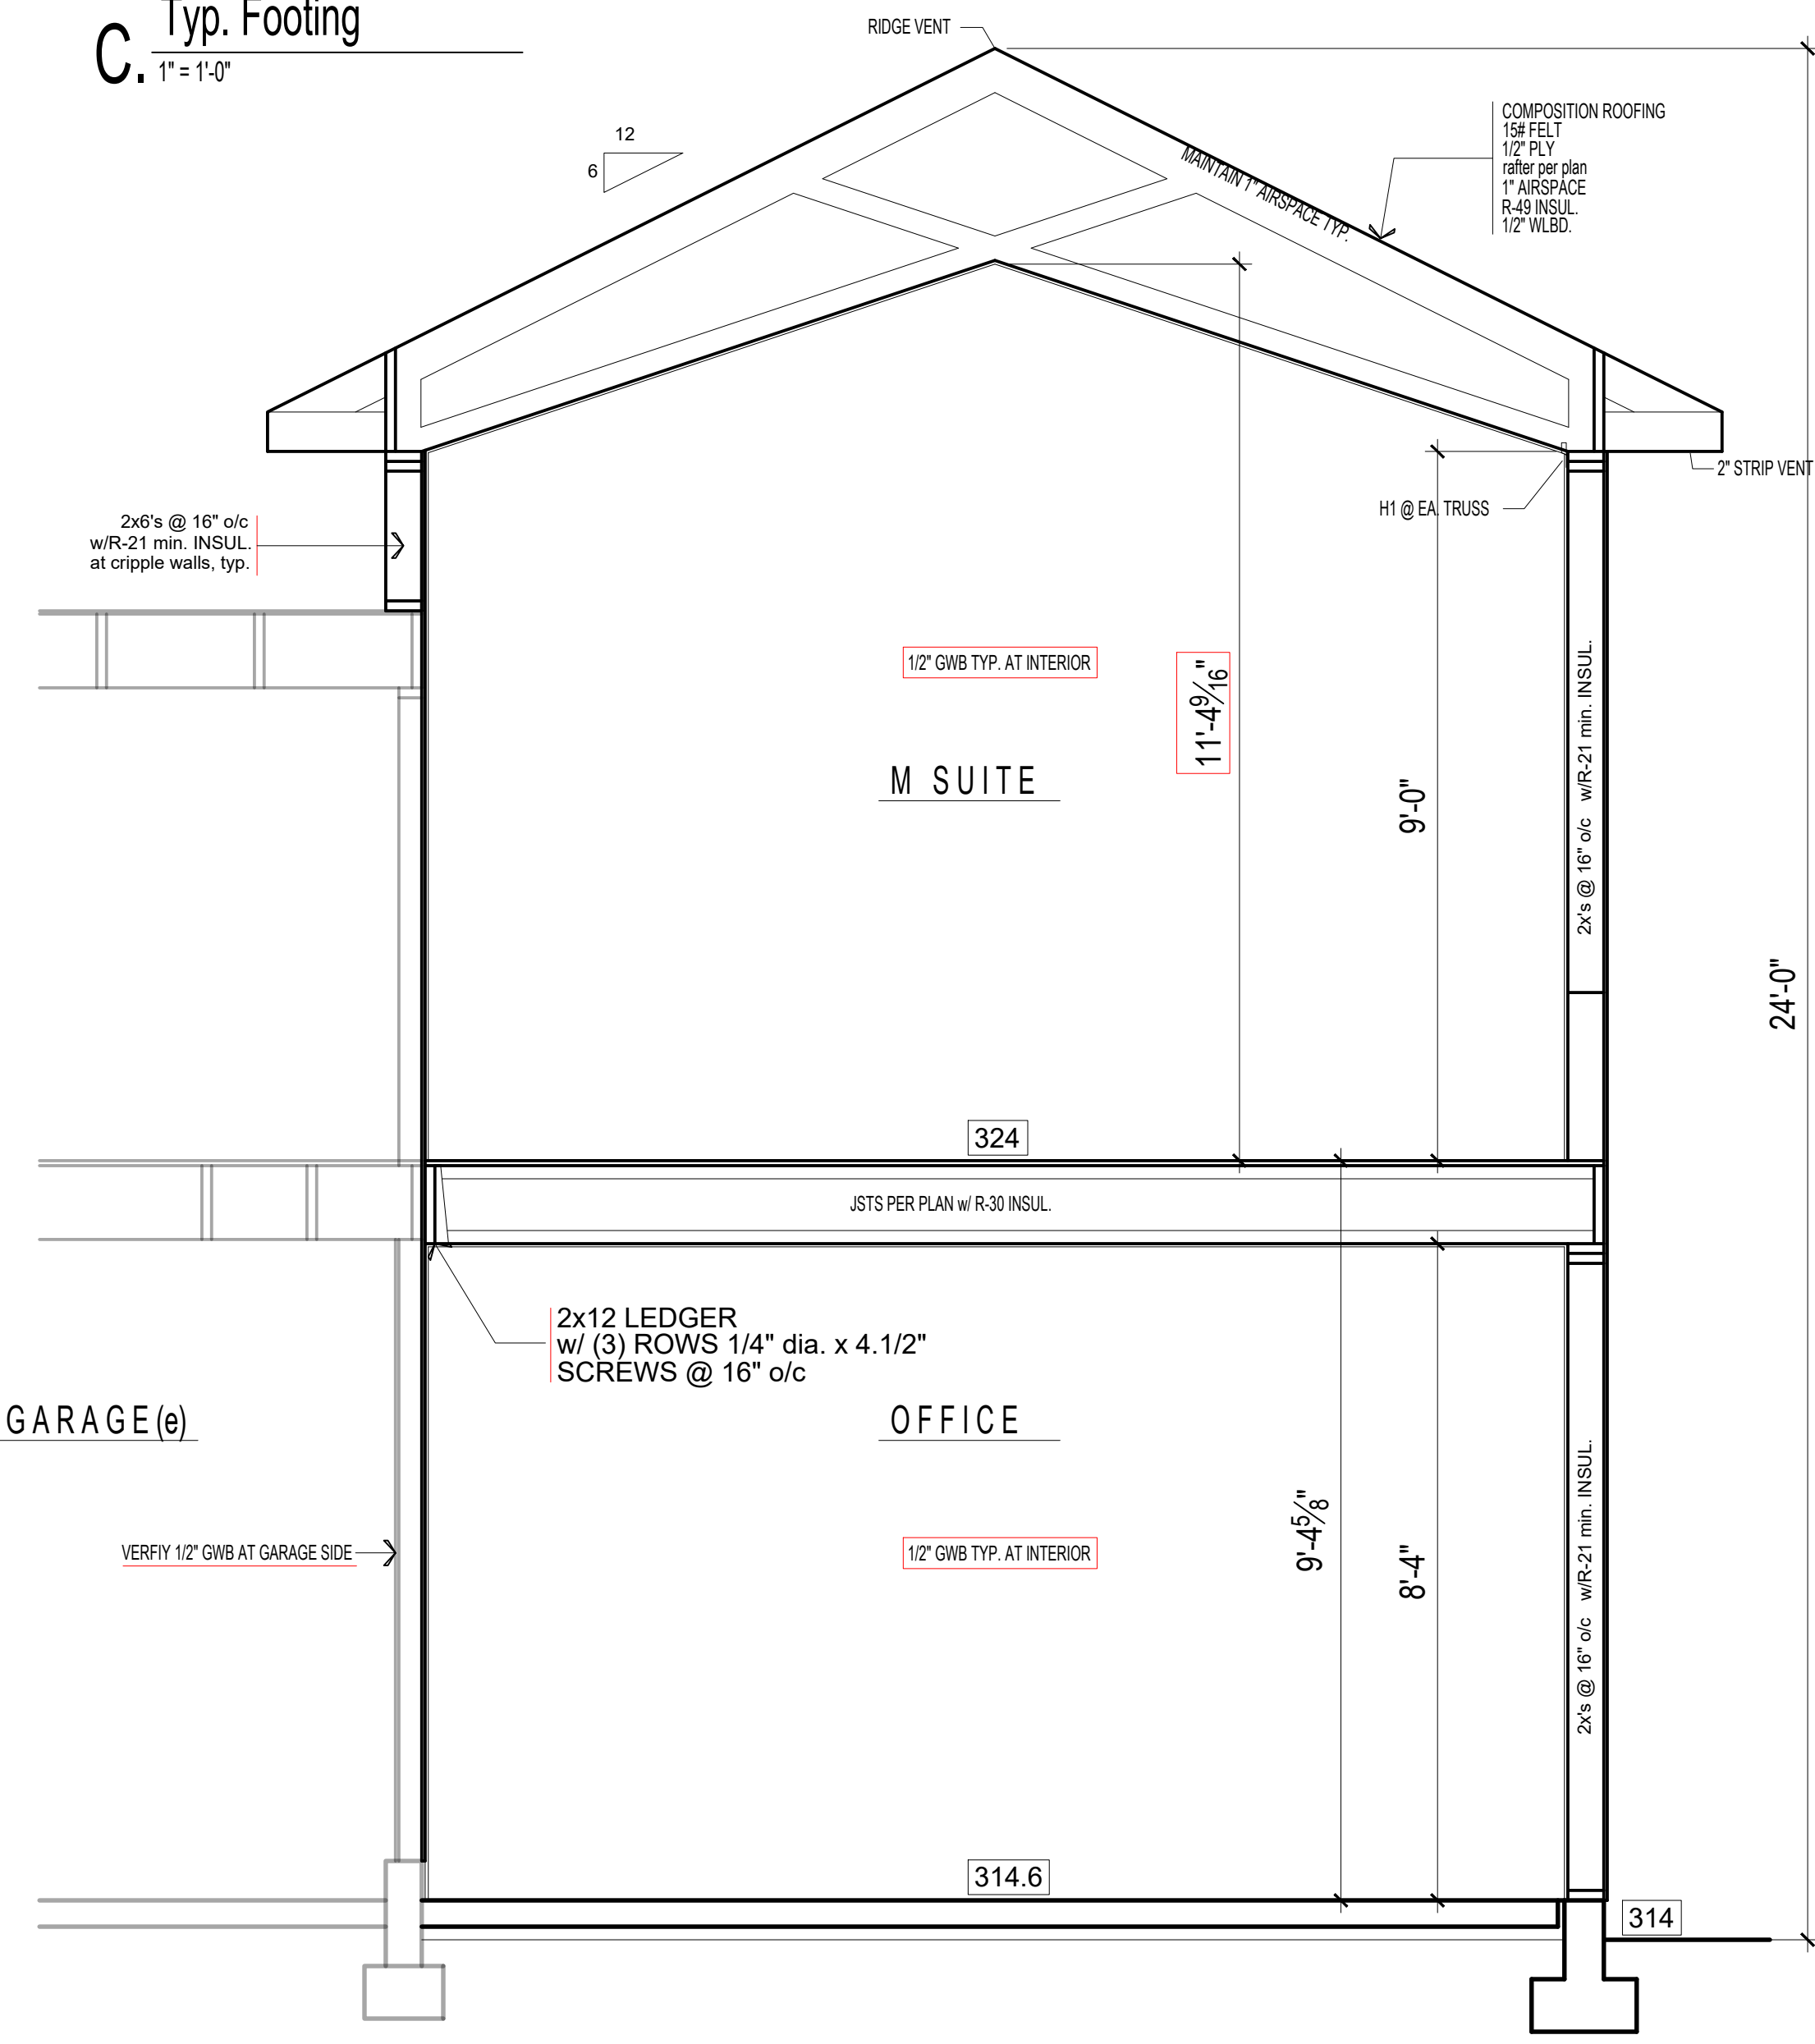 Typ. Footing
C.
1" = 1'-0"
RIDGE VENT
12
6
COMPOSITION ROOFING
15# FELT
1/2" PLY
rafter per plan
1" AIRSPACE
R-49 INSUL.
1/2" WLBD.
MAINTAIN 1" AIRSPACE TYP.
2" STRIP VENT
H1 @ EA. TRUSS
2x6's @ 16" o/c
w/R-21 min. INSUL.
at cripple walls, typ.
1/2" GWB TYP. AT INTERIOR
11'-4 9/16"
M SUITE
9'-0"
2x's @ 16" o/c w/R-21 min. INSUL.
24'-0"
324
JSTS PER PLAN w/ R-30 INSUL.
2x12 LEDGER
w/ (3) ROWS 1/4" dia. x 4.1/2"
SCREWS @ 16" o/c
GARAGE (e)
OFFICE
VERFIY 1/2" GWB AT GARAGE SIDE
1/2" GWB TYP. AT INTERIOR
9'-4 5/8"
8'-4"
2x's @ 16" o/c w/R-21 min. INSUL.
314.6
314